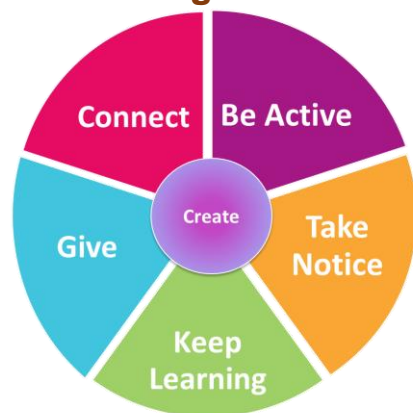 Connect
Be Active
Create
Give
Take
Notice
Keep
Learning